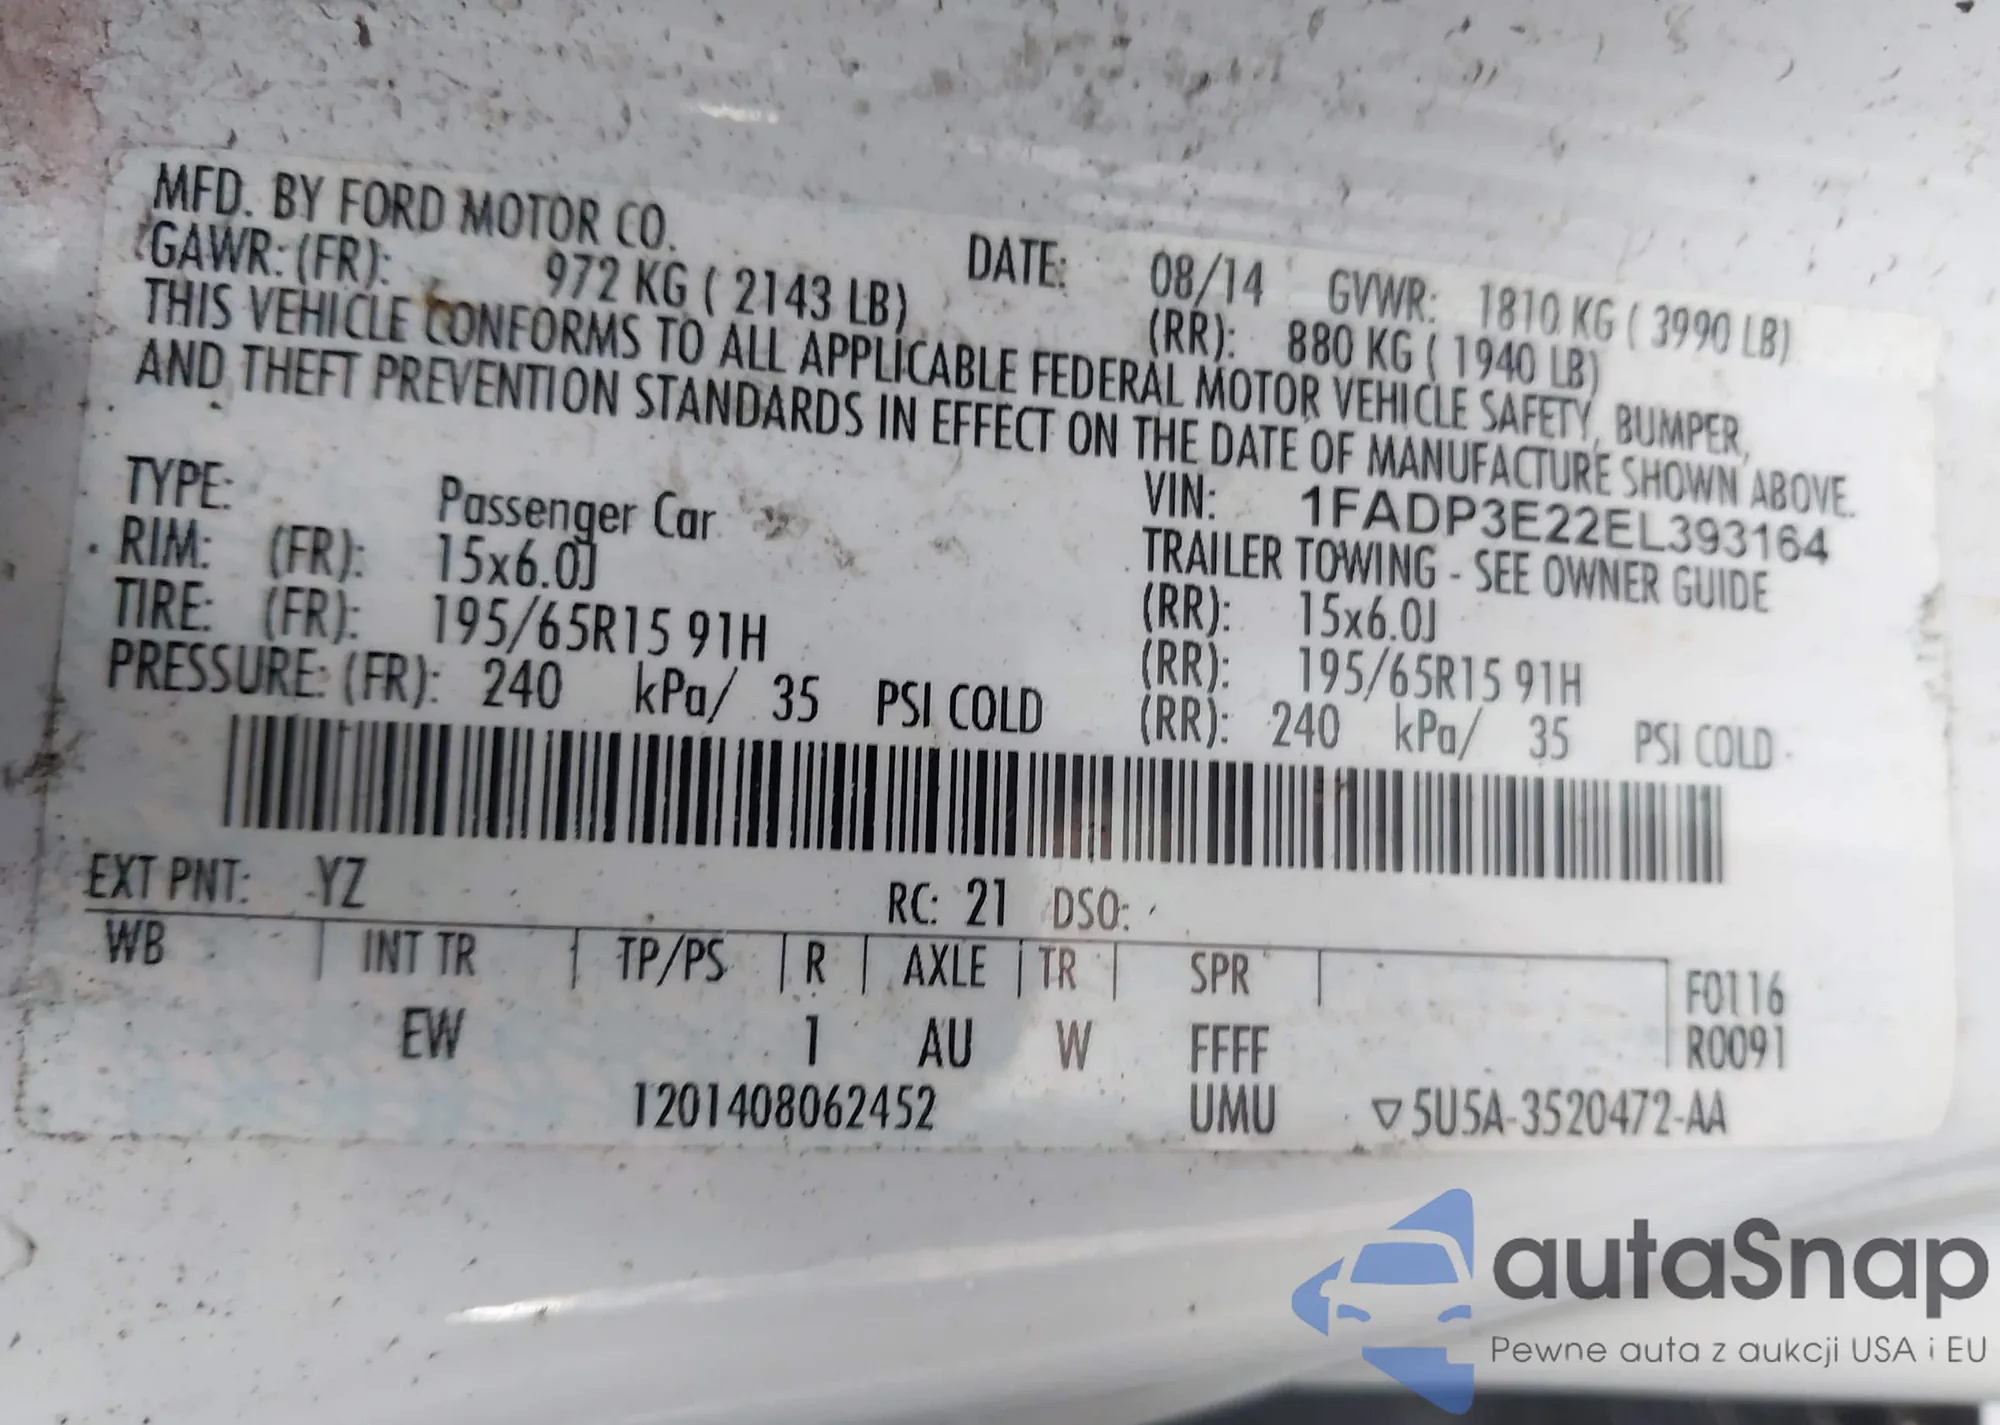 MFD. BY FORD MOTOR CO.
DATE: 08/14 GVWR: 1810 KG ( 3990 LB)
GAWR: (FR): 972 KG ( 2143 LB) (RR): 880 KG ( 1940 LB)
THIS VEHICLE CONFORMS TO ALL APPLICABLE FEDERAL MOTOR VEHICLE SAFETY, BUMPER,
AND THEFT PREVENTION STANDARDS IN EFFECT ON THE DATE OF MANUFACTURE SHOWN ABOVE.
VIN: 1FADP3E22EL393164
TYPE: Passenger Car TRAILER TOWING - SEE OWNER GUIDE
RIM: (FR): 15x6.0J (RR): 15x6.0J
TIRE: (FR): 195/65R15 91H (RR): 195/65R15 91H
PRESSURE: (FR): 240 kPa/ 35 PSI COLD (RR): 240 kPa/ 35 PSI COLD
EXT PNT: YZ RC: 21 DSO:
WB INT TR TP/PS R AXLE TR SPR F0116
EW 1 AU W FFFF R0091
1201408062452 UMU ▽5U5A-3520472-AA
autaSnap
Pewne auta z aukcji USA i EU